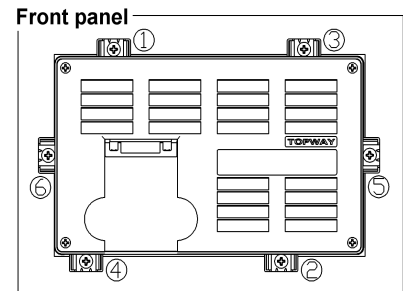 Front panel
① ③
TOPWAY
⑥ ⑤
④ ②